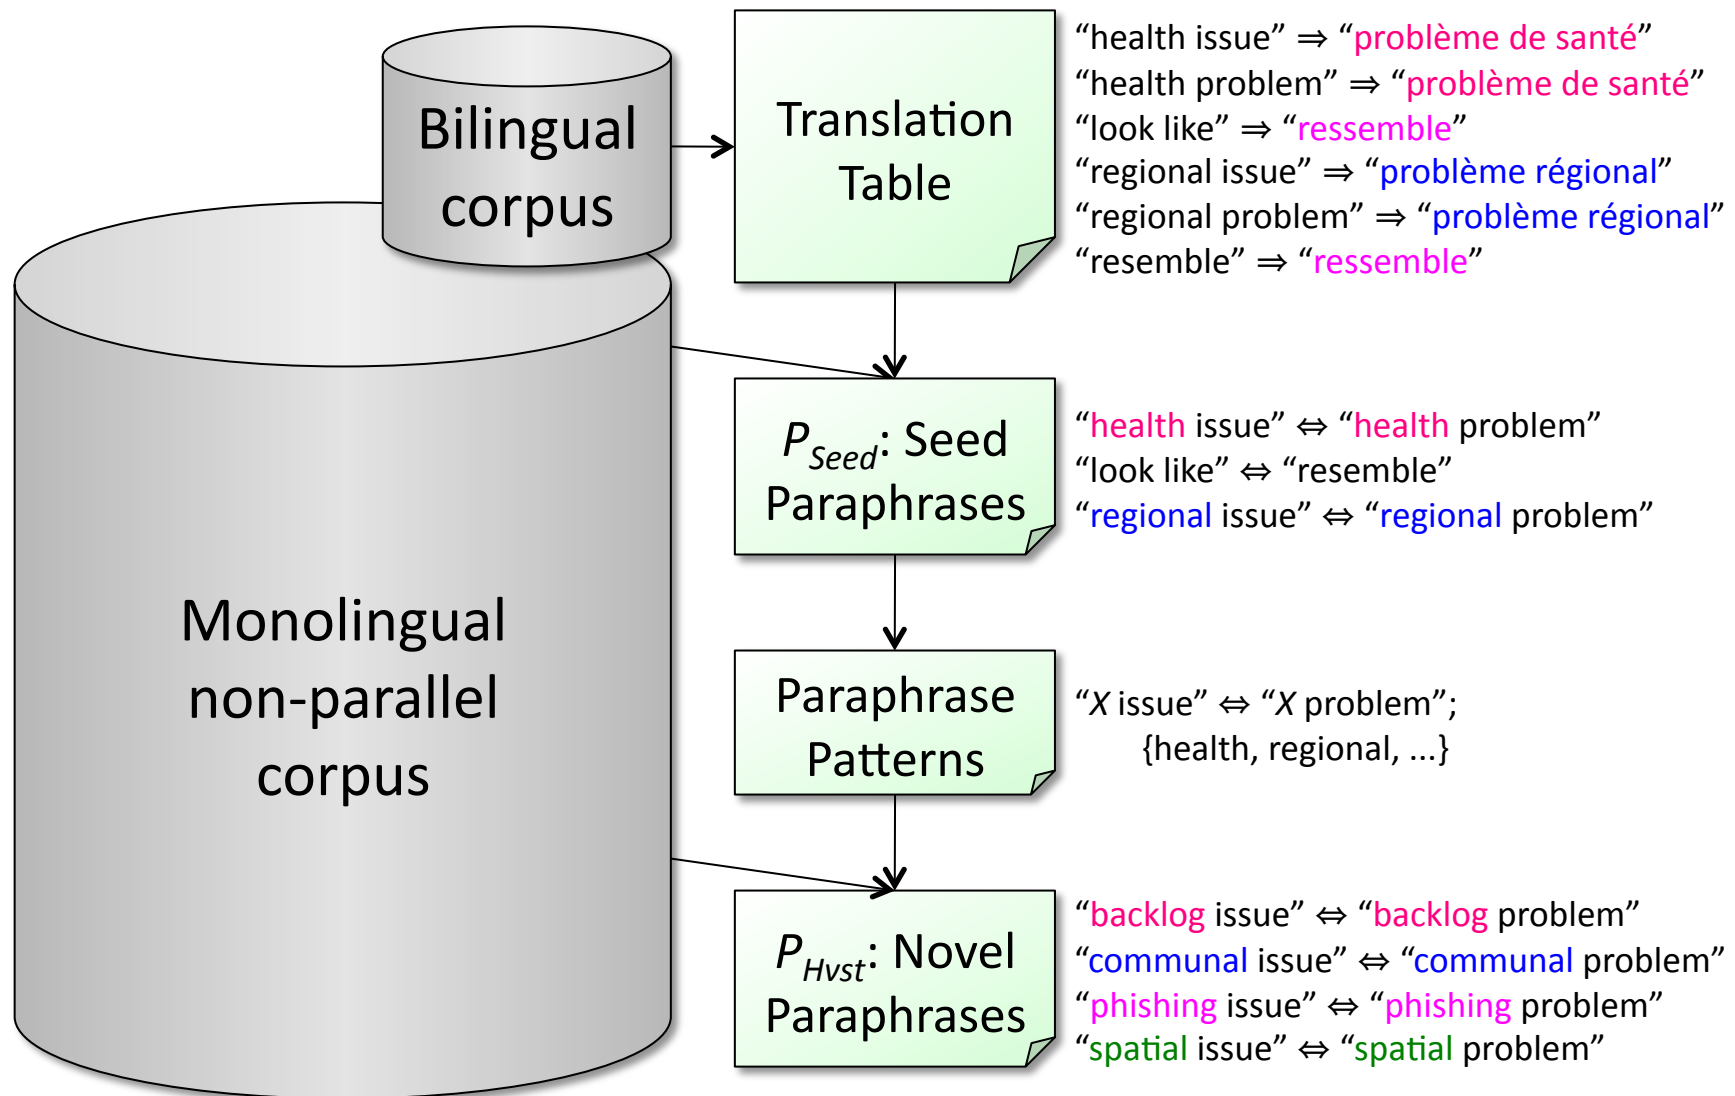 Bilingual
corpus
Translation
Table
“health issue” ⇒ “problème de santé”
“health problem” ⇒ “problème de santé”
“look like” ⇒ “ressemble”
“regional issue” ⇒ “problème régional”
“regional problem” ⇒ “problème régional”
“resemble” ⇒ “ressemble”
Monolingual
non-parallel
corpus
P_Seed: Seed
Paraphrases
“health issue” ⇔ “health problem”
“look like” ⇔ “resemble”
“regional issue” ⇔ “regional problem”
Paraphrase
Patterns
“X issue” ⇔ “X problem”;
{health, regional, ...}
P_Hvst: Novel
Paraphrases
“backlog issue” ⇔ “backlog problem”
“communal issue” ⇔ “communal problem”
“phishing issue” ⇔ “phishing problem”
“spatial issue” ⇔ “spatial problem”